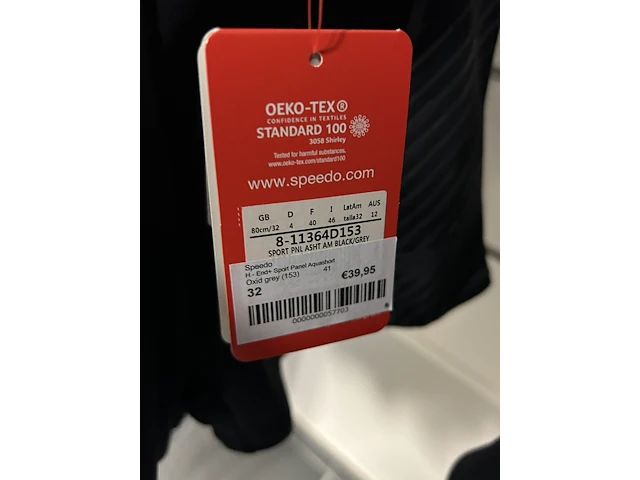 OEKO-TEX®
CONFIDENCE IN TEXTILES
STANDARD 100
3058 Shirley
Tested for harmful substances.
www.oeko-tex.com/standard100
www.speedo.com
GB D F I LatAm AUS
80cm/32 4 40 46 talla32 12
8-11364D153
SPORT PNL ASHT AM BLACK/GREY
Speedo
H - End+ Sport Panel Aquashort
Oxid grey (153) 41 €39,95
32
0000000057703